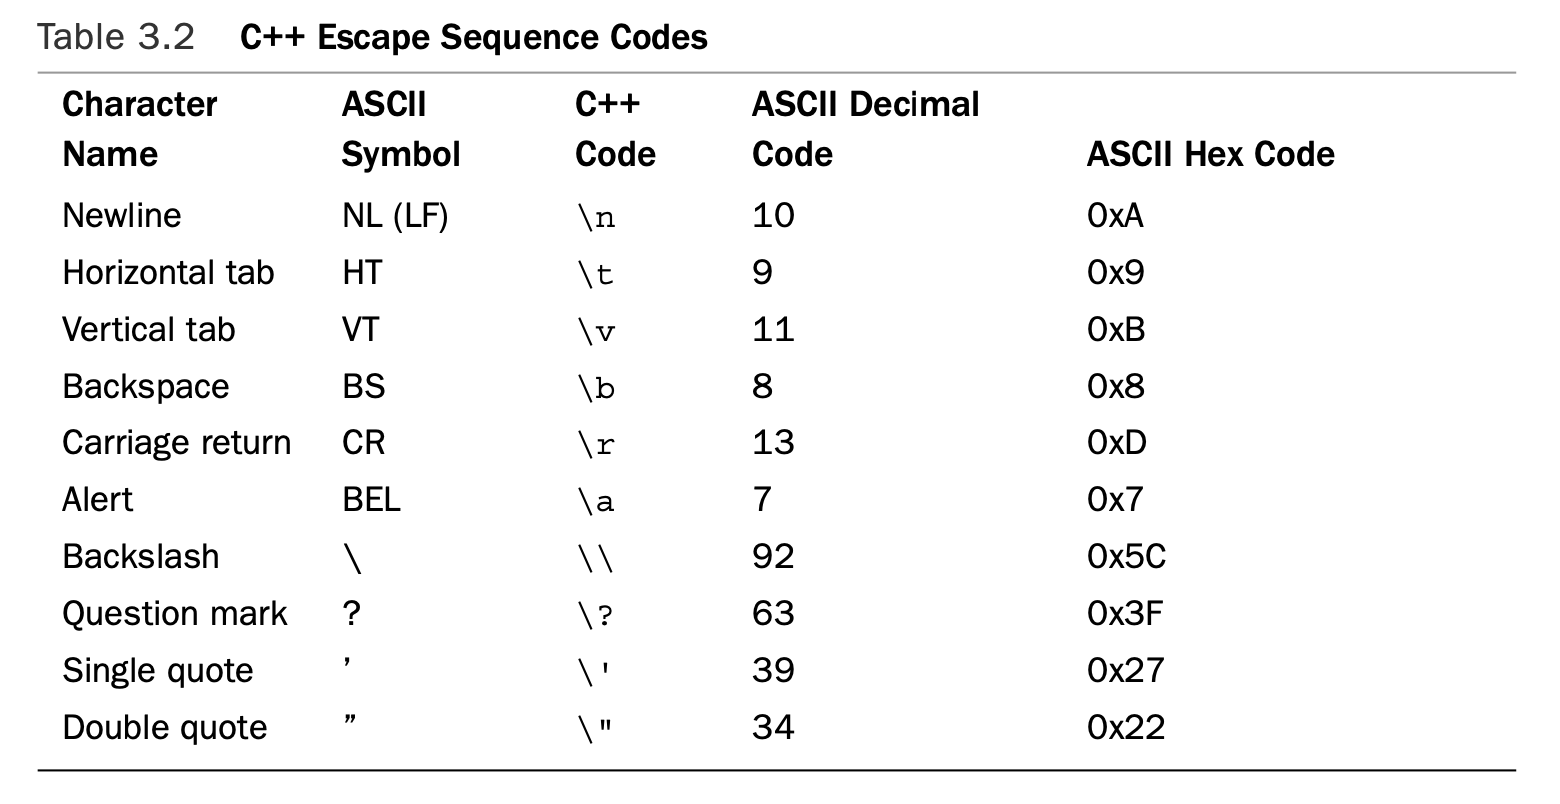 Table 3.2 C++ Escape Sequence Codes
Character ASCII C++ ASCII Decimal
Name Symbol Code Code ASCII Hex Code
Newline NL (LF) \n 10 0xA
Horizontal tab HT \t 9 0x9
Vertical tab VT \v 11 0xB
Backspace BS \b 8 0x8
Carriage return CR \r 13 0xD
Alert BEL \a 7 0x7
Backslash \ \\ 92 0x5C
Question mark ? \? 63 0x3F
Single quote ’ \' 39 0x27
Double quote ” \" 34 0x22